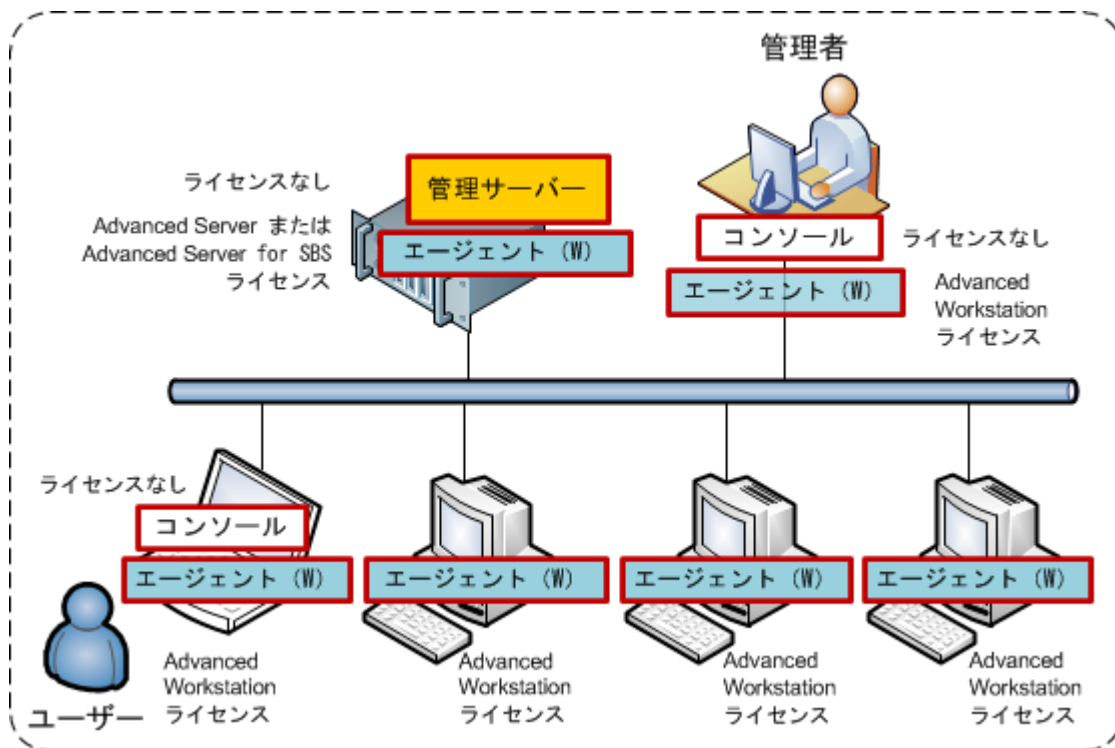 管理者
ライセンスなし
管理サーバー
Advanced Server または
Advanced Server for SBS
ライセンス
エージェント (W)
コンソール
ライセンスなし
エージェント (W)
Advanced
Workstation
ライセンス
ライセンスなし
コンソール
エージェント (W)
エージェント (W)
エージェント (W)
エージェント (W)
ユーザー
Advanced
Workstation
ライセンス
Advanced
Workstation
ライセンス
Advanced
Workstation
ライセンス
Advanced
Workstation
ライセンス